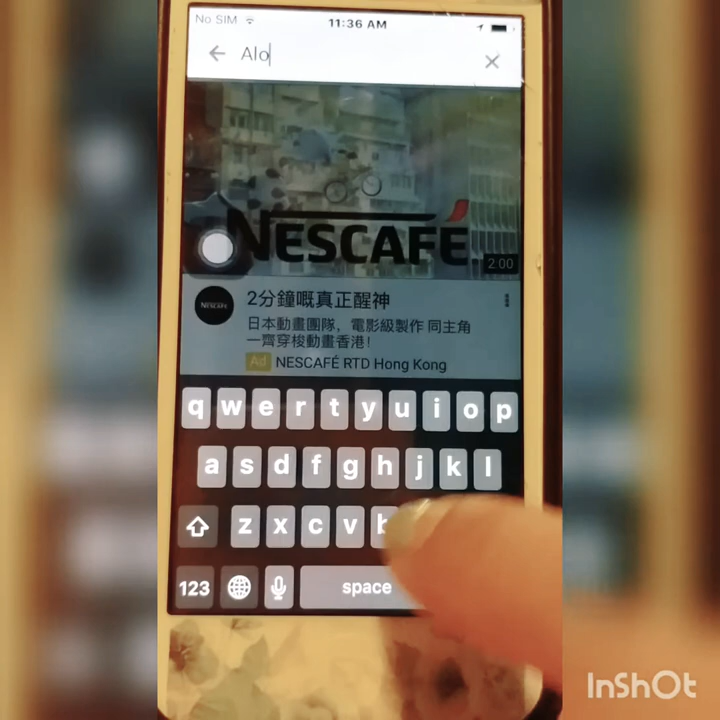 No SIM 11:36 AM
Alo
NESCAFÉ
2:00
NESCAFÉ
2分鐘嘅真正醒神
日本動畫團隊，電影級製作 同主角
一齊穿梭動畫香港！
Ad NESCAFÉ RTD Hong Kong
q w e r t y u i o p
a s d f g h j k l
z x c v b
123 space
InShOt